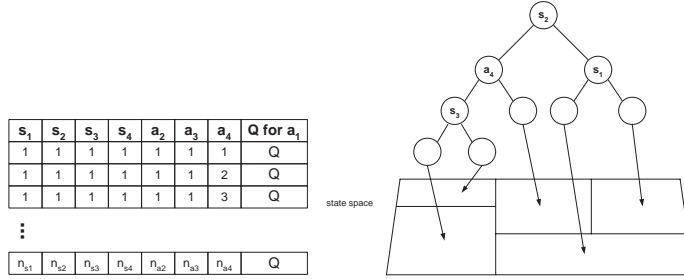 s2
a4
s1
s3
s1 s2 s3 s4 a2 a3 a4 Q for a1
1 1 1 1 1 1 1 Q
1 1 1 1 1 1 2 Q
1 1 1 1 1 1 3 Q
⋮
ns1 ns2 ns3 ns4 na2 na3 na4 Q
state space